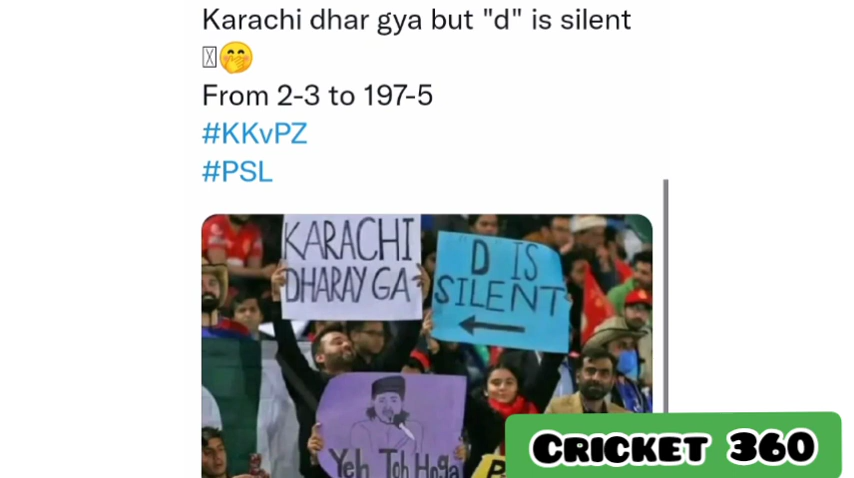 Karachi dhar gya but "d" is silent
From 2-3 to 197-5
#KKvPZ
#PSL
KARACHI
DHARAY GA
"D" IS
SILENT
Yeh Toh Hoga
CRICKET 360